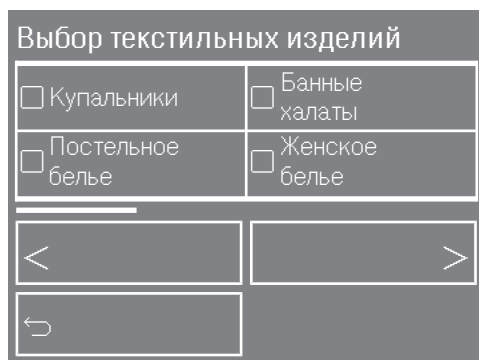 Выбор текстильных изделий
Купальники
Банные
халаты
Постельное
белье
Женское
белье
<
>